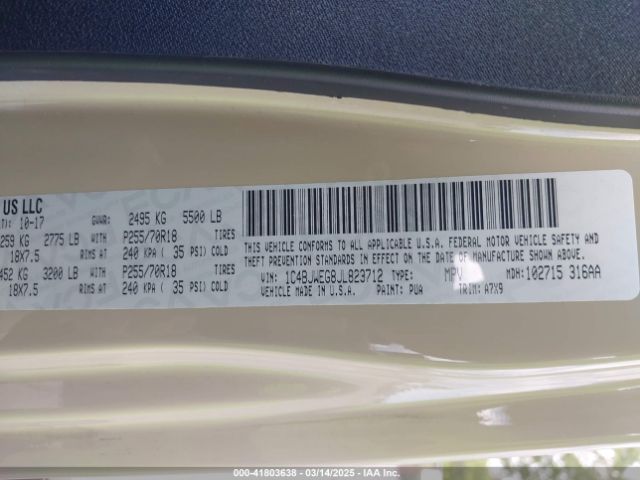 US LLC
10-17 GVWR: 2495 KG 5500 LB
259 KG 2775 LB WITH P255/70R18 TIRES
18X7.5 RIMS AT 240 KPA ( 35 PSI) COLD
452 KG 3200 LB WITH P255/70R18 TIRES
18X7.5 RIMS AT 240 KPA ( 35 PSI) COLD
THIS VEHICLE CONFORMS TO ALL APPLICABLE U.S.A. FEDERAL MOTOR VEHICLE SAFETY AND
THEFT PREVENTION STANDARDS IN EFFECT ON THE DATE OF MANUFACTURE SHOWN ABOVE.
VIN: 1C4BJWEG8JL823712 TYPE: MPV MDH: 102715 316AA
VEHICLE MADE IN U.S.A. PAINT: PUA TRIM: A7X9
000-41803638 - 03/14/2025 - IAA Inc.